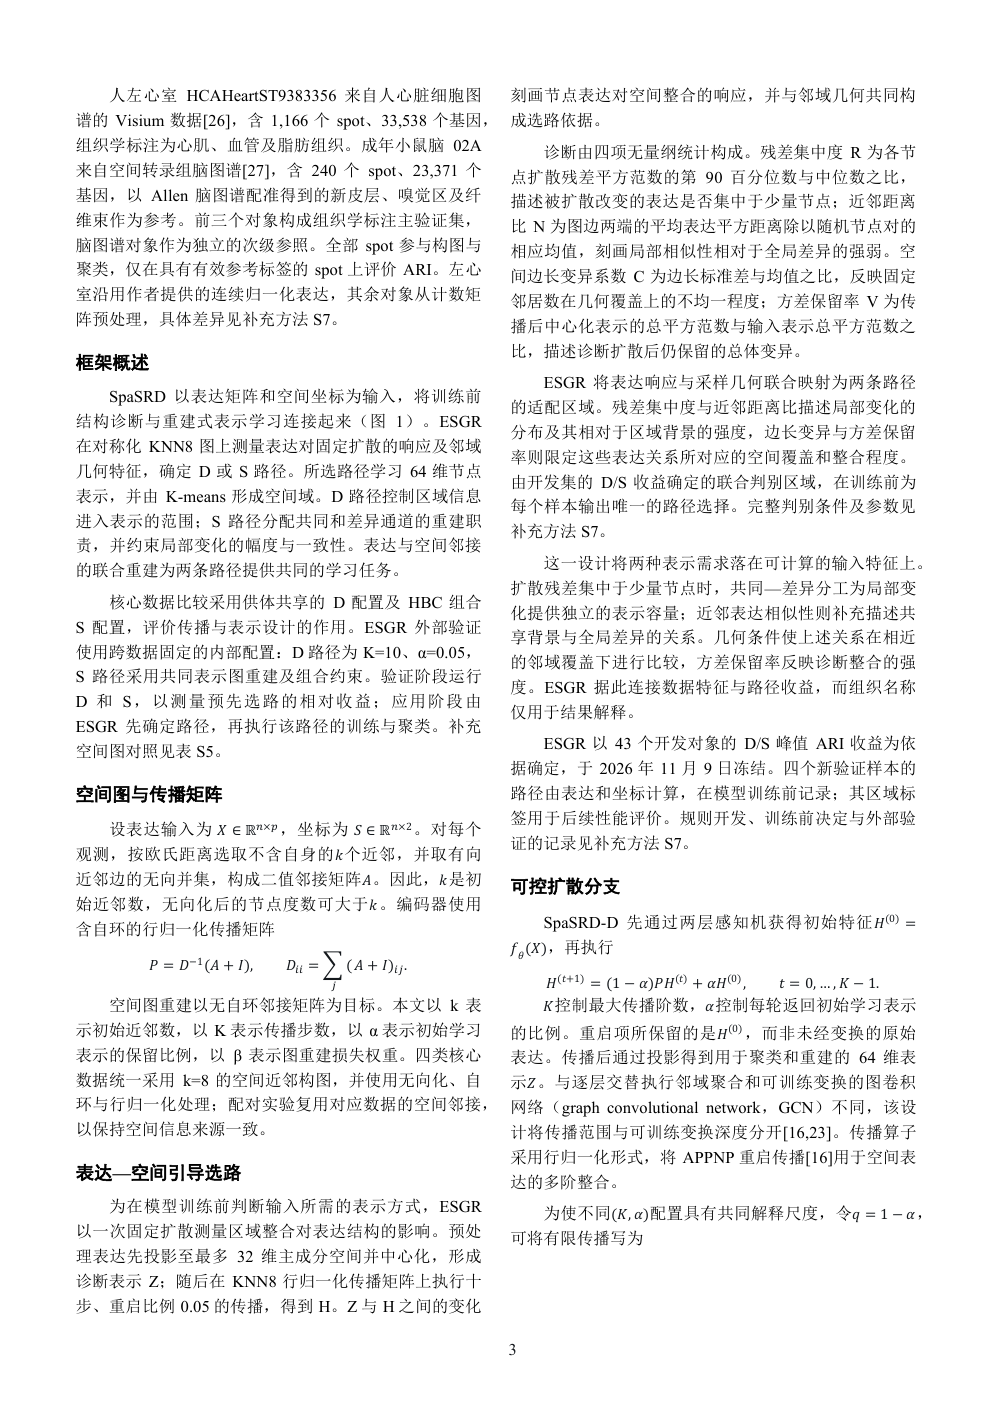 人左心室 HCAHeartST9383356 来自人心脏细胞图
谱的 Visium 数据[26]，含 1,166 个 spot、33,538 个基因，
组织学标注为心肌、血管及脂肪组织。成年小鼠脑 02A
来自空间转录组脑图谱[27]，含 240 个 spot、23,371 个
基因，以 Allen 脑图谱配准得到的新皮层、嗅觉区及纤
维束作为参考。前三个对象构成组织学标注主验证集，
脑图谱对象作为独立的次级参照。全部 spot 参与构图与
聚类，仅在具有有效参考标签的 spot 上评价 ARI。左心
室沿用作者提供的连续归一化表达，其余对象从计数矩
阵预处理，具体差异见补充方法 S7。
框架概述
SpaSRD 以表达矩阵和空间坐标为输入，将训练前
结构诊断与重建式表示学习连接起来（图 1）。ESGR
在对称化 KNN8 图上测量表达对固定扩散的响应及邻域
几何特征，确定 D 或 S 路径。所选路径学习 64 维节点
表示，并由 K-means 形成空间域。D 路径控制区域信息
进入表示的范围；S 路径分配共同和差异通道的重建职
责，并约束局部变化的幅度与一致性。表达与空间邻接
的联合重建为两条路径提供共同的学习任务。
核心数据比较采用供体共享的 D 配置及 HBC 组合
S 配置，评价传播与表示设计的作用。ESGR 外部验证
使用跨数据固定的内部配置：D 路径为 K=10、α=0.05，
S 路径采用共同表示图重建及组合约束。验证阶段运行
D 和 S，以测量预先选路的相对收益；应用阶段由
ESGR 先确定路径，再执行该路径的训练与聚类。补充
空间图对照见表 S5。
空间图与传播矩阵
设表达输入为 X ∈ ℝⁿˣᵖ，坐标为 S ∈ ℝⁿˣ²。对每个
观测，按欧氏距离选取不含自身的k个近邻，并取有向
近邻边的无向并集，构成二值邻接矩阵A。因此，k是初
始近邻数，无向化后的节点度数可大于k。编码器使用
含自环的行归一化传播矩阵
P = D⁻¹(A + I), D_{ii} = ∑_j (A + I)_{ij}.
空间图重建以无自环邻接矩阵为目标。本文以 k 表
示初始近邻数，以 K 表示传播步数，以 α 表示初始学习
表示的保留比例，以 β 表示图重建损失权重。四类核心
数据统一采用 k=8 的空间近邻构图，并使用无向化、自
环与行归一化处理；配对实验复用对应数据的空间邻接，
以保持空间信息来源一致。
表达—空间引导选路
为在模型训练前判断输入所需的表示方式，ESGR
以一次固定扩散测量区域整合对表达结构的影响。预处
理表达先投影至最多 32 维主成分空间并中心化，形成
诊断表示 Z；随后在 KNN8 行归一化传播矩阵上执行十
步、重启比例 0.05 的传播，得到 H。Z 与 H 之间的变化
刻画节点表达对空间整合的响应，并与邻域几何共同构
成选路依据。
诊断由四项无量纲统计构成。残差集中度 R 为各节
点扩散残差平方范数的第 90 百分位数与中位数之比，
描述被扩散改变的表达是否集中于少量节点；近邻距离
比 N 为图边两端的平均表达平方距离除以随机节点对的
相应均值，刻画局部相似性相对于全局差异的强弱。空
间边长变异系数 C 为边长标准差与均值之比，反映固定
邻居数在几何覆盖上的不均一程度；方差保留率 V 为传
播后中心化表示的总平方范数与输入表示总平方范数之
比，描述诊断扩散后仍保留的总体变异。
ESGR 将表达响应与采样几何联合映射为两条路径
的适配区域。残差集中度与近邻距离比描述局部变化的
分布及其相对于区域背景的强度，边长变异与方差保留
率则限定这些表达关系所对应的空间覆盖和整合程度。
由开发集的 D/S 收益确定的联合判别区域，在训练前为
每个样本输出唯一的路径选择。完整判别条件及参数见
补充方法 S7。
这一设计将两种表示需求落在可计算的输入特征上。
扩散残差集中于少量节点时，共同—差异分工为局部变
化提供独立的表示容量；近邻表达相似性则补充描述共
享背景与全局差异的关系。几何条件使上述关系在相近
的邻域覆盖下进行比较，方差保留率反映诊断整合的强
度。ESGR 据此连接数据特征与路径收益，而组织名称
仅用于结果解释。
ESGR 以 43 个开发对象的 D/S 峰值 ARI 收益为依
据确定，于 2026 年 11 月 9 日冻结。四个新验证样本的
路径由表达和坐标计算，在模型训练前记录；其区域标
签用于后续性能评价。规则开发、训练前决定与外部验
证的记录见补充方法 S7。
可控扩散分支
SpaSRD-D 先通过两层感知机获得初始特征H⁽⁰⁾ =
f_θ(X)，再执行
H⁽ᵗ⁺¹⁾ = (1 − α)PH⁽ᵗ⁾ + αH⁽⁰⁾, t = 0, … , K − 1.
K控制最大传播阶数，α控制每轮返回初始学习表示
的比例。重启项所保留的是H⁽⁰⁾，而非未经变换的原始
表达。传播后通过投影得到用于聚类和重建的 64 维表
示Z。与逐层交替执行邻域聚合和可训练变换的图卷积
网络（graph convolutional network，GCN）不同，该设
计将传播范围与可训练变换深度分开[16,23]。传播算子
采用行归一化形式，将 APPNP 重启传播[16]用于空间表
达的多阶整合。
为使不同(K, α)配置具有共同解释尺度，令q = 1 − α，
可将有限传播写为
3